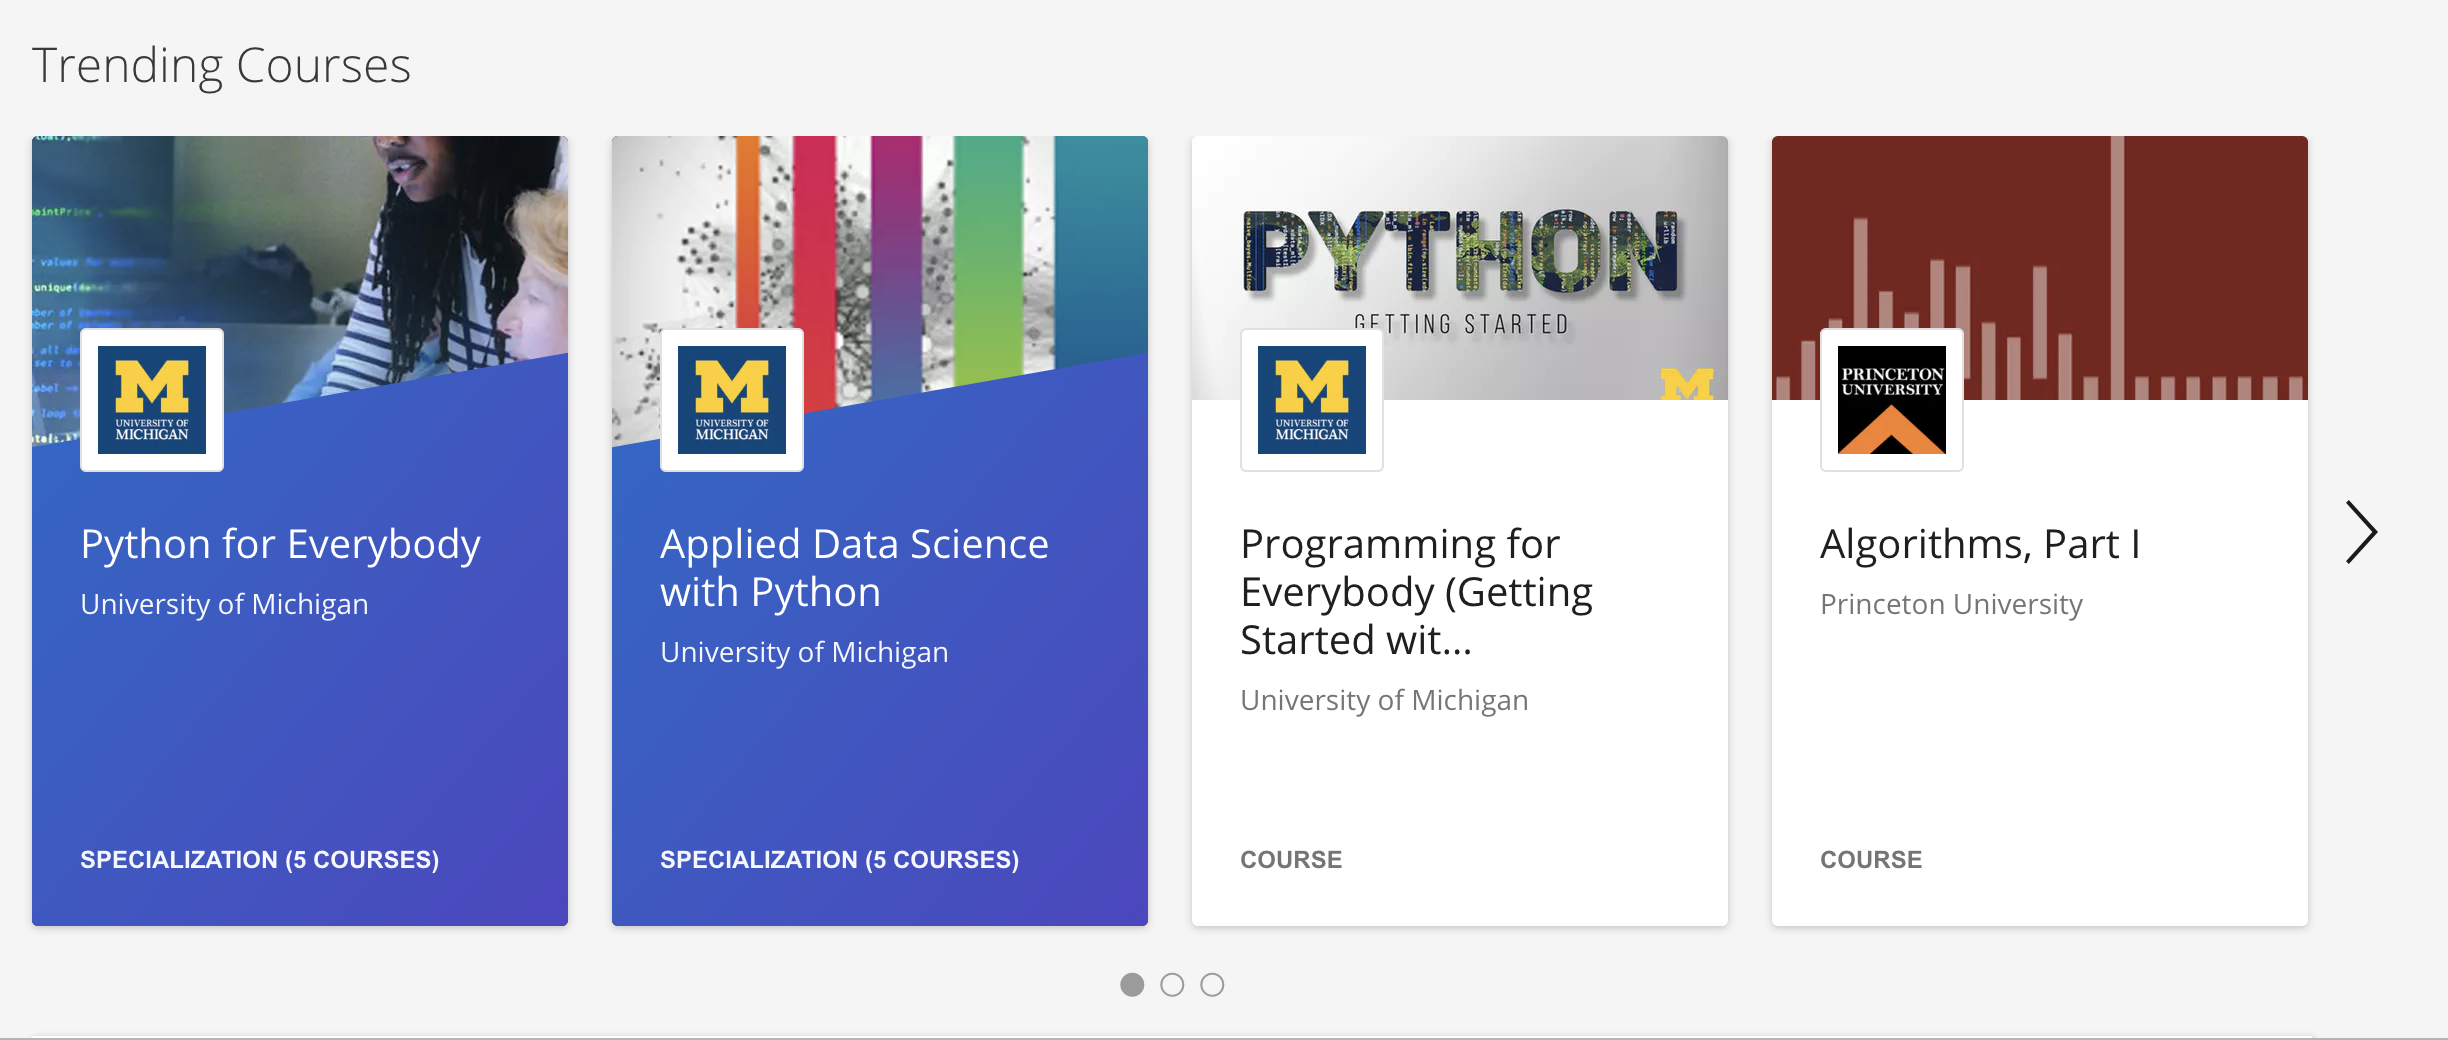 Trending Courses
UNIVERSITY OF
MICHIGAN
Python for Everybody
University of Michigan
SPECIALIZATION (5 COURSES)
UNIVERSITY OF
MICHIGAN
Applied Data Science
with Python
University of Michigan
SPECIALIZATION (5 COURSES)
PYTHON
GETTING STARTED
UNIVERSITY OF
MICHIGAN
Programming for
Everybody (Getting
Started wit...
University of Michigan
COURSE
PRINCETON
UNIVERSITY
Algorithms, Part I
Princeton University
COURSE